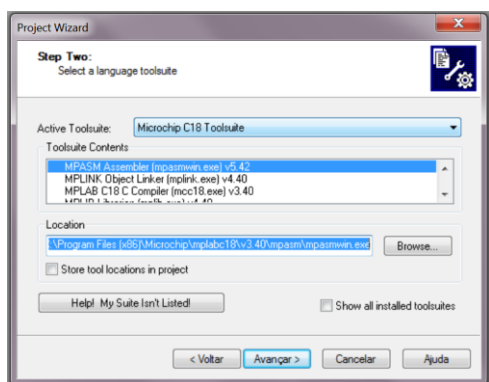 Project Wizard
Step Two:
Select a language toolsuite
Active Toolsuite: Microchip C18 Toolsuite
Toolsuite Contents
MPASM Assembler (mpasmwin.exe) v5.42
MPLINK Object Linker (mplink.exe) v4.40
MPLAB C18 C Compiler (mcc18.exe) v3.40
Location
:\Program Files (x86)\Microchip\mplabc18\v3.40\mpasm\mpasmwin.exe Browse...
Store tool locations in project
Help! My Suite Isn't Listed! Show all installed toolsuites
< Voltar Avançar > Cancelar Ajuda